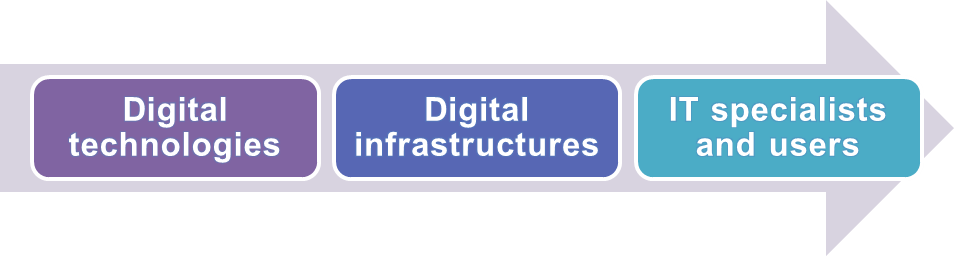 Digital
technologies
Digital
infrastructures
IT specialists
and users